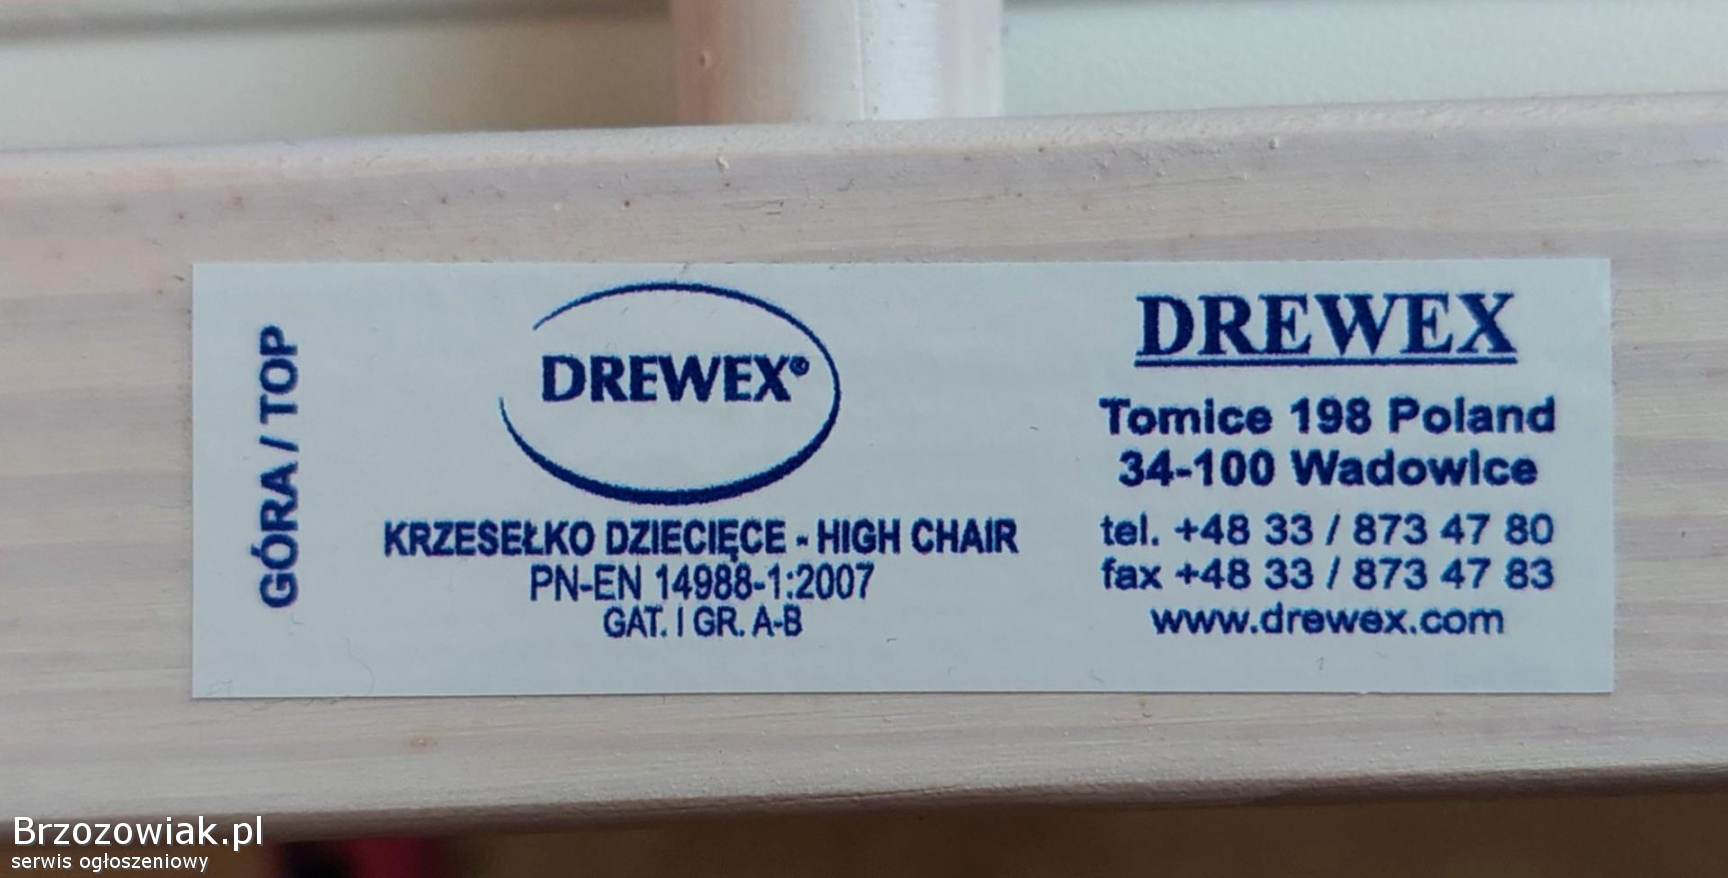 GÓRA / TOP
DREWEX®
KRZESEŁKO DZIECIĘCE - HIGH CHAIR
PN-EN 14988-1:2007
GAT. I GR. A-B
DREWEX
Tomice 198 Poland
34-100 Wadowice
tel. +48 33 / 873 47 80
fax +48 33 / 873 47 83
www.drewex.com
Brzozowiak.pl
serwis ogłoszeniowy